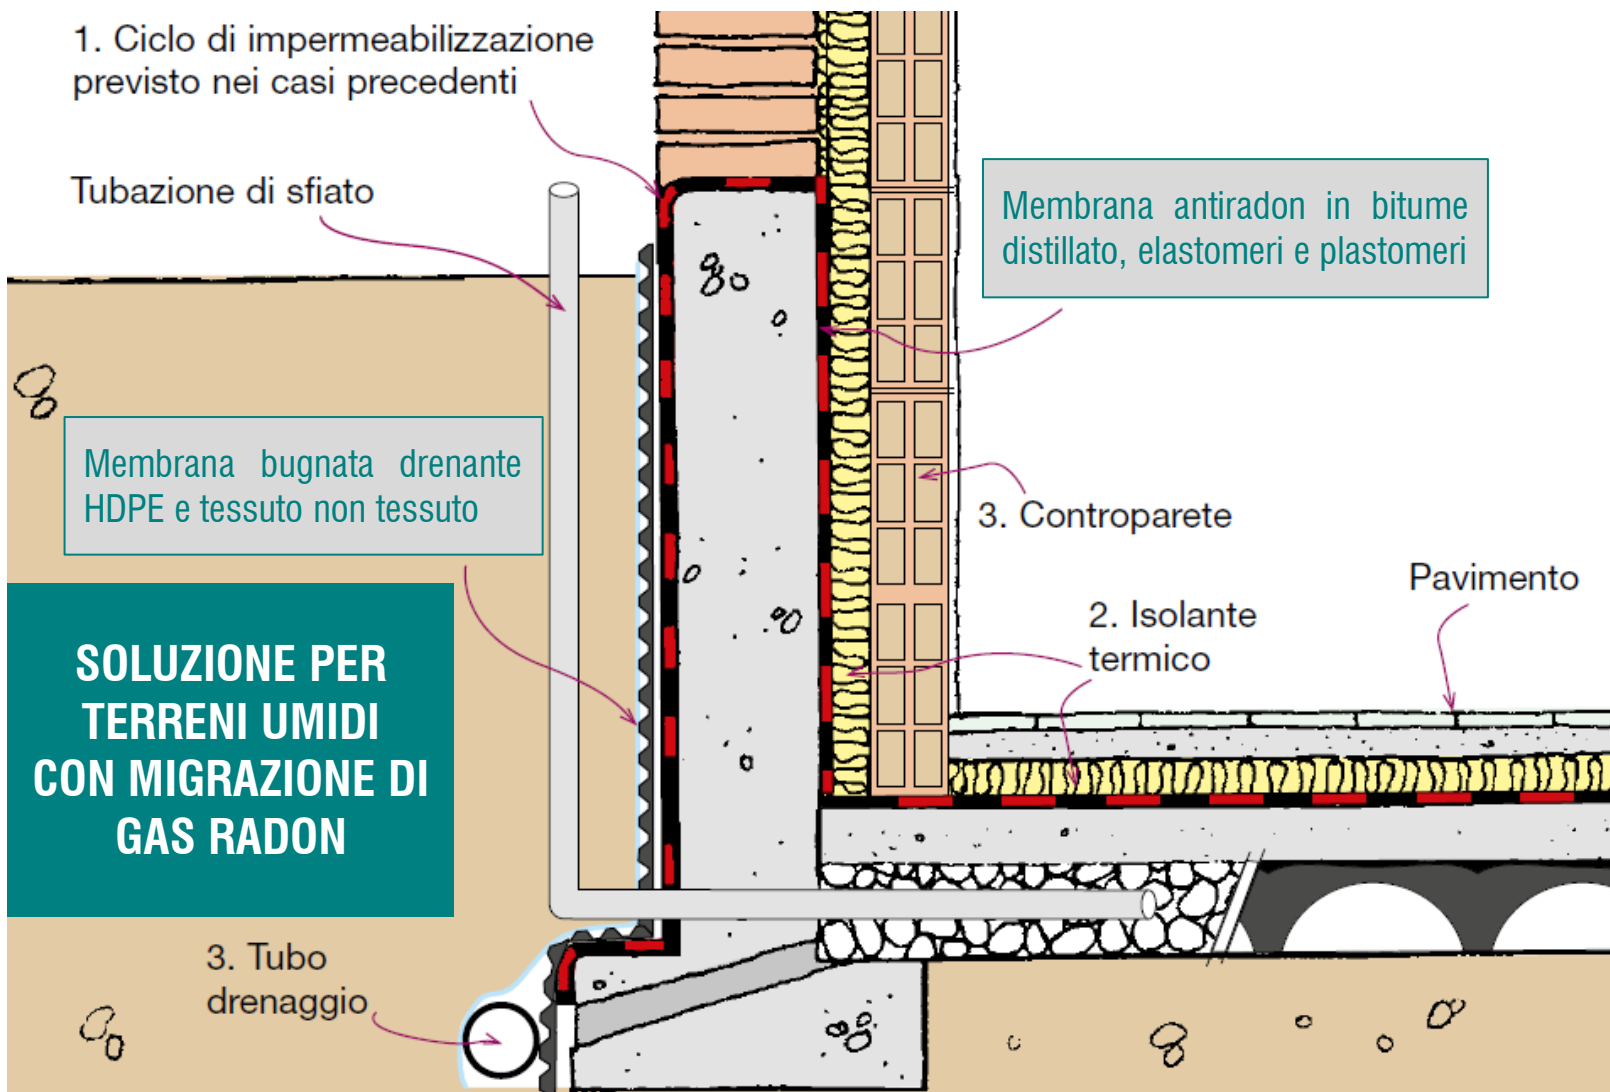 1. Ciclo di impermeabilizzazione
previsto nei casi precedenti
Tubazione di sfiato
Membrana antiradon in bitume
distillato, elastomeri e plastomeri
Membrana bugnata drenante
HDPE e tessuto non tessuto
3. Controparete
Pavimento
2. Isolante
termico
SOLUZIONE PER
TERRENI UMIDI
CON MIGRAZIONE DI
GAS RADON
3. Tubo
drenaggio